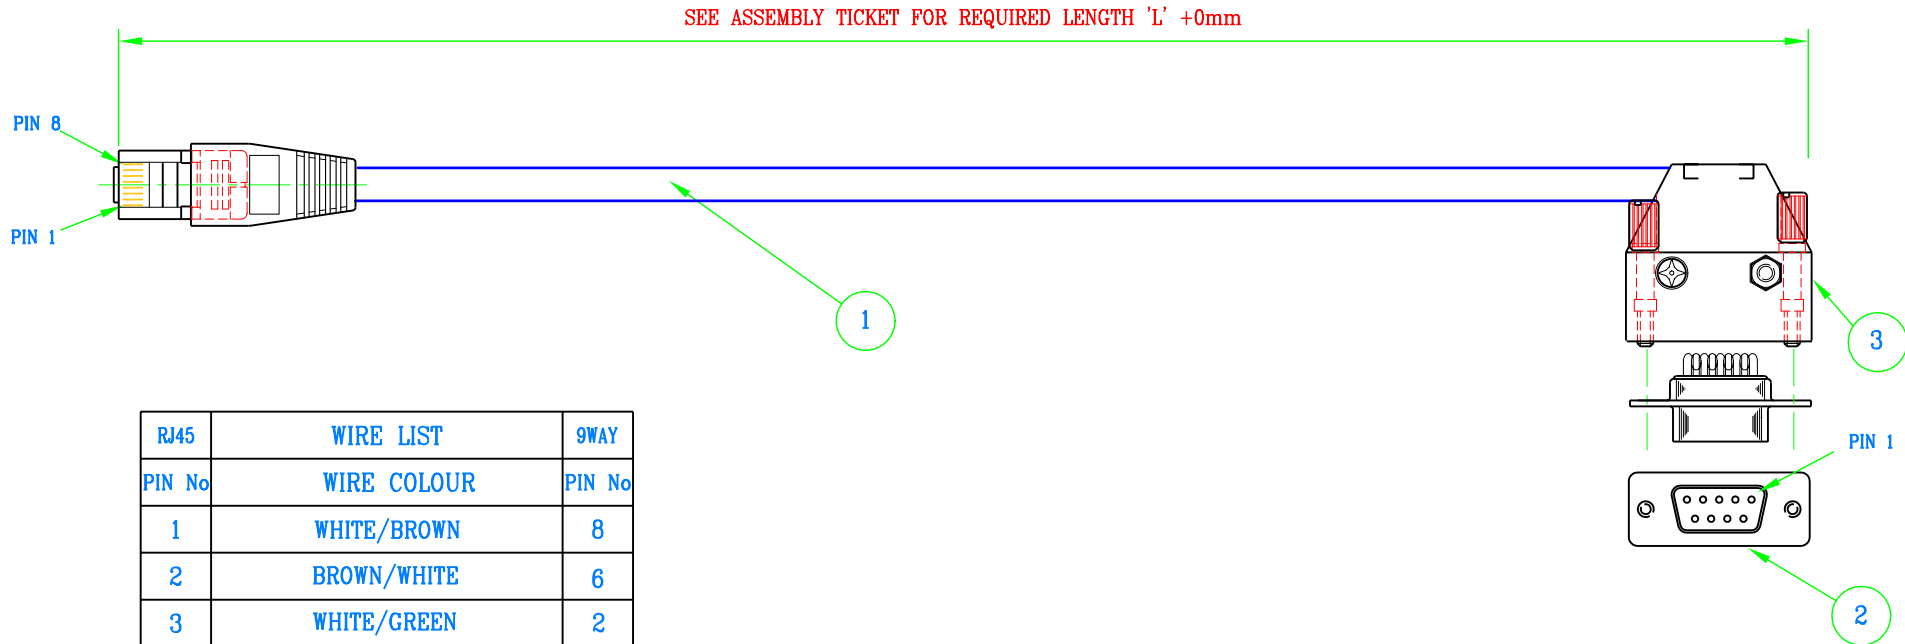 SEE ASSEMBLY TICKET FOR REQUIRED LENGTH 'L' +0mm
PIN 8
PIN 1
1
3
PIN 1
2
RJ45 WIRE LIST 9WAY
PIN No WIRE COLOUR PIN No
1 WHITE/BROWN 8
2 BROWN/WHITE 6
3 WHITE/GREEN 2